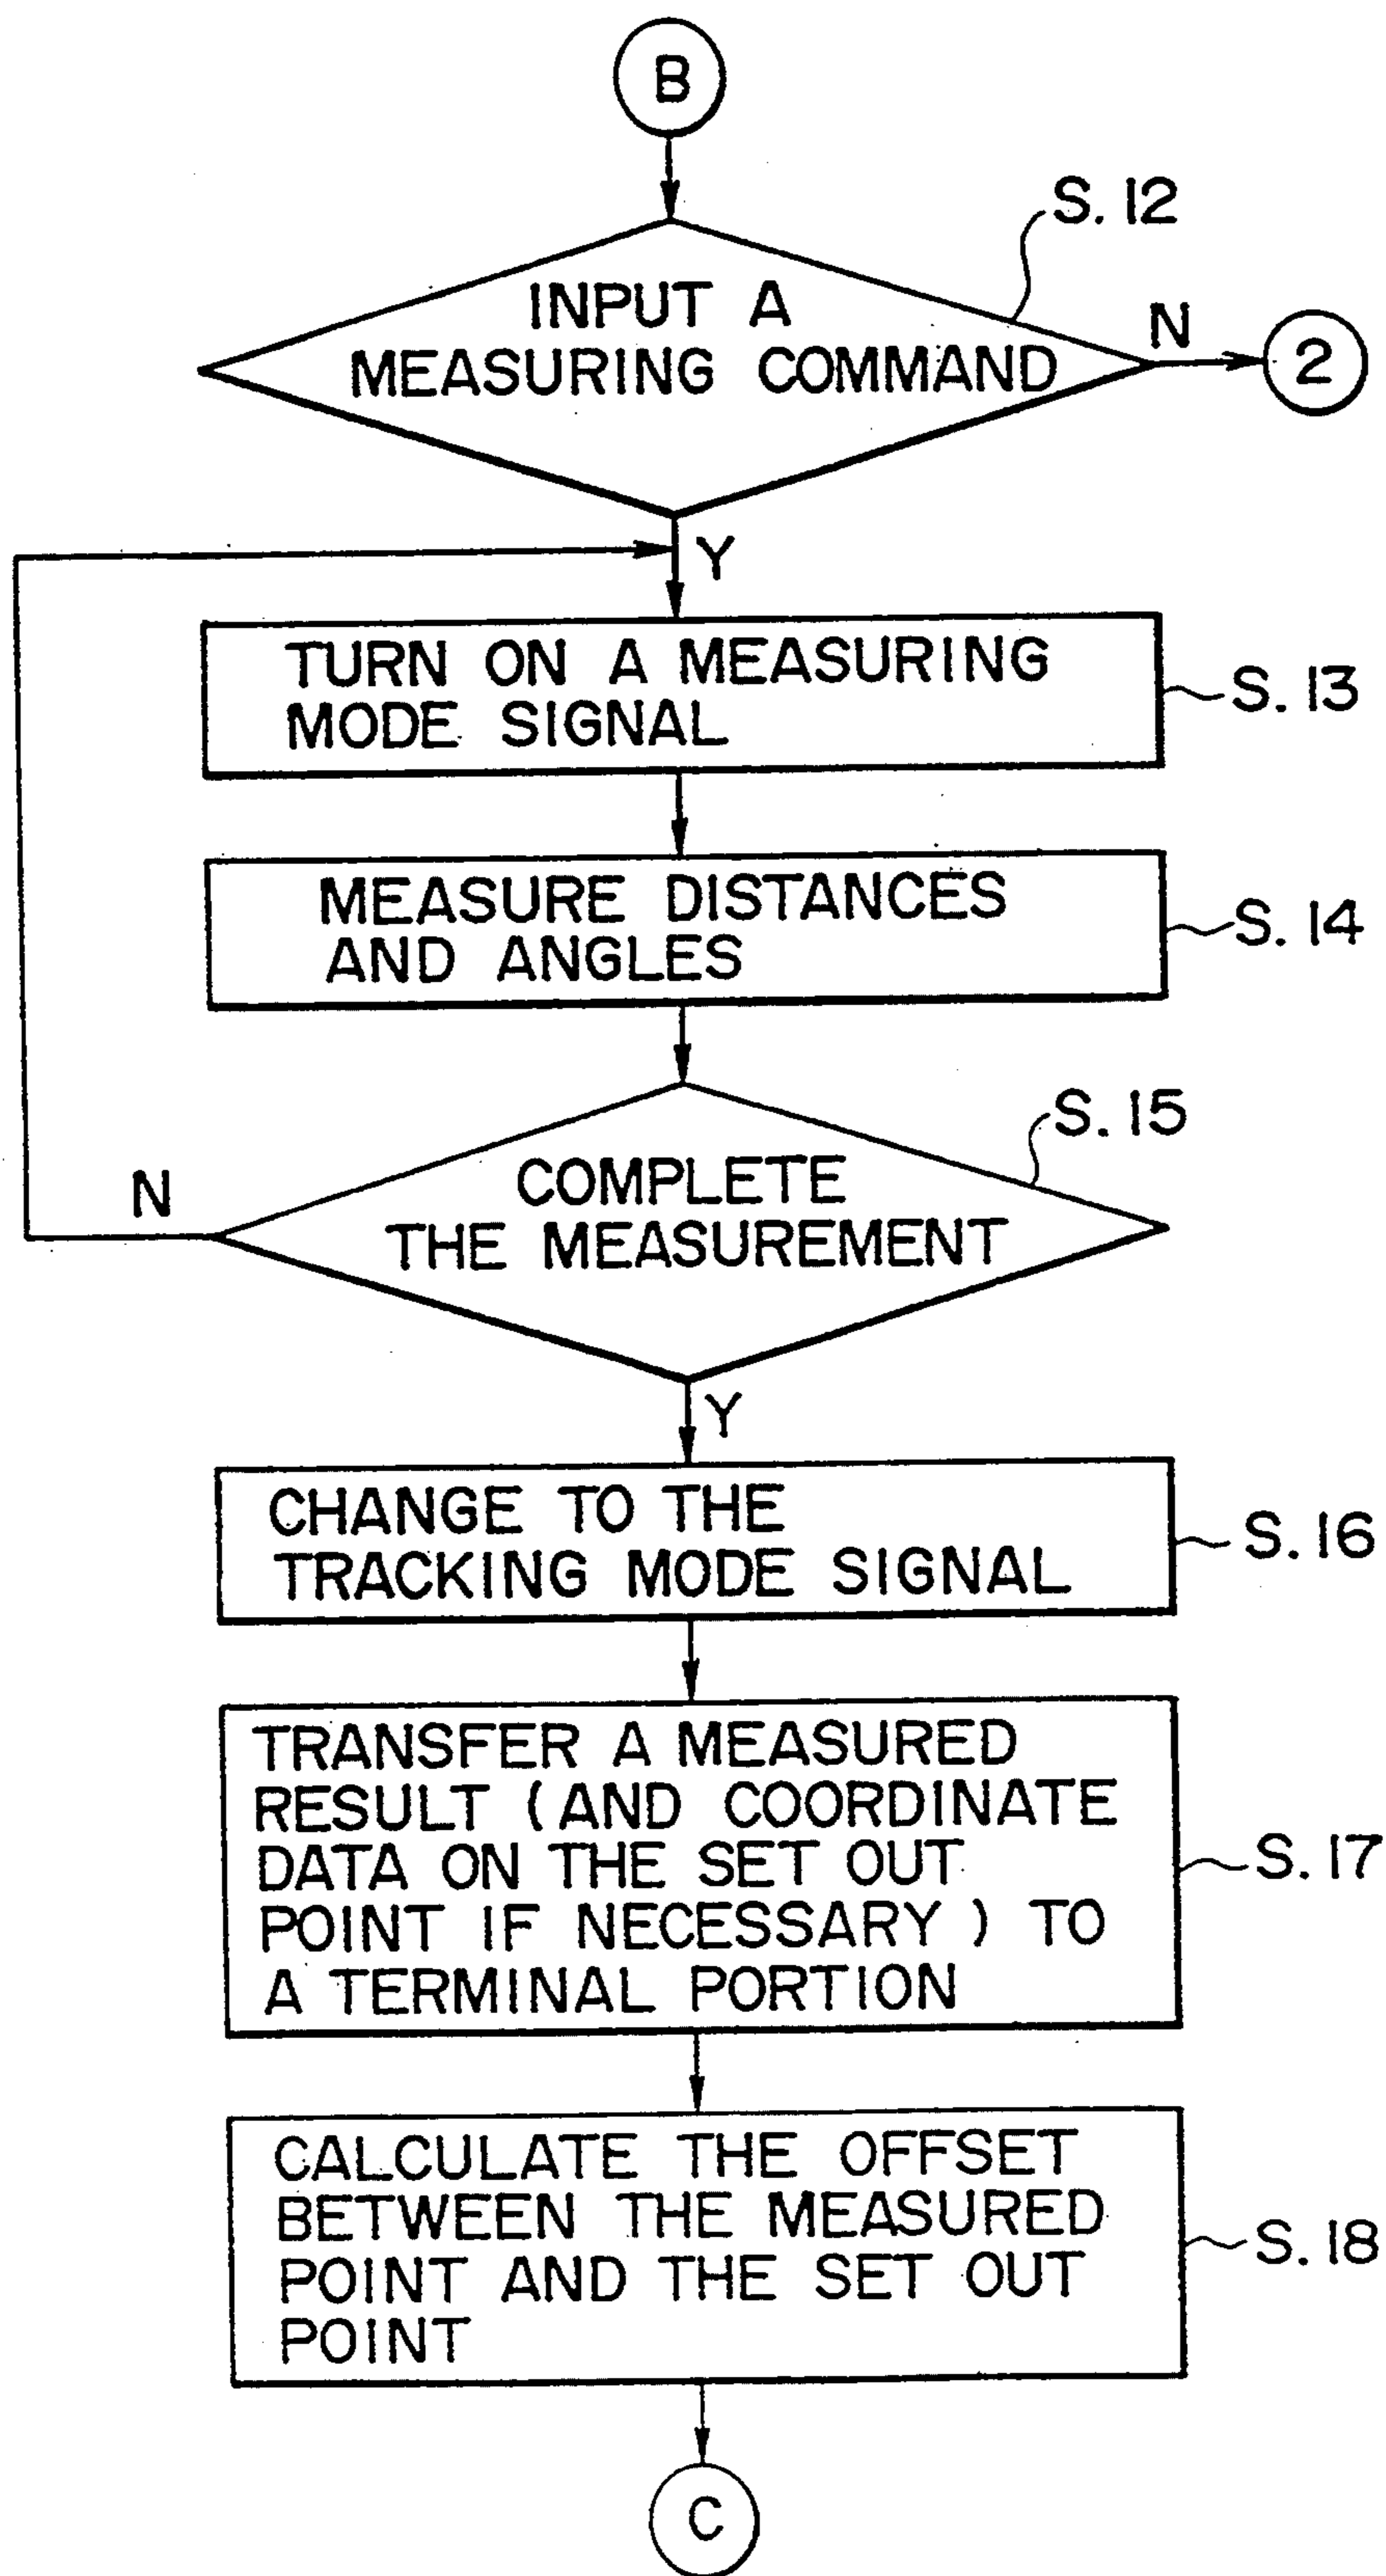 B
S. 12
INPUT A
MEASURING COMMAND
N
2
Y
TURN ON A MEASURING
MODE SIGNAL
S. 13
MEASURE DISTANCES
AND ANGLES
S. 14
S. 15
COMPLETE
THE MEASUREMENT
N
Y
CHANGE TO THE
TRACKING MODE SIGNAL
S. 16
TRANSFER A MEASURED
RESULT (AND COORDINATE
DATA ON THE SET OUT
POINT IF NECESSARY) TO
A TERMINAL PORTION
S. 17
CALCULATE THE OFFSET
BETWEEN THE MEASURED
POINT AND THE SET OUT
POINT
S. 18
C